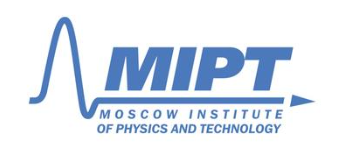 MIPT
MOSCOW INSTITUTE
OF PHYSICS AND TECHNOLOGY